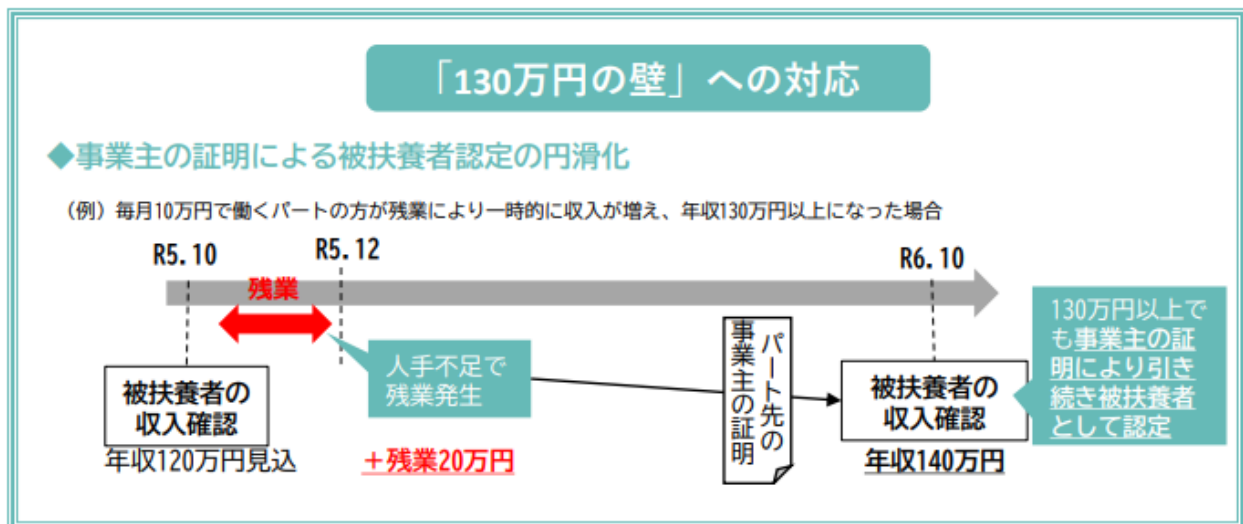 「130万円の壁」への対応
◆事業主の証明による被扶養者認定の円滑化
（例）毎月10万円で働くパートの方が残業により一時的に収入が増え、年収130万円以上になった場合
R5.10
R5.12
R6.10
残業
人手不足で
残業発生
被扶養者の
収入確認
年収120万円見込
＋残業20万円
パート先の
事業主の証明
被扶養者の
収入確認
年収140万円
130万円以上で
も事業主の証
明により引き
続き被扶養者
として認定